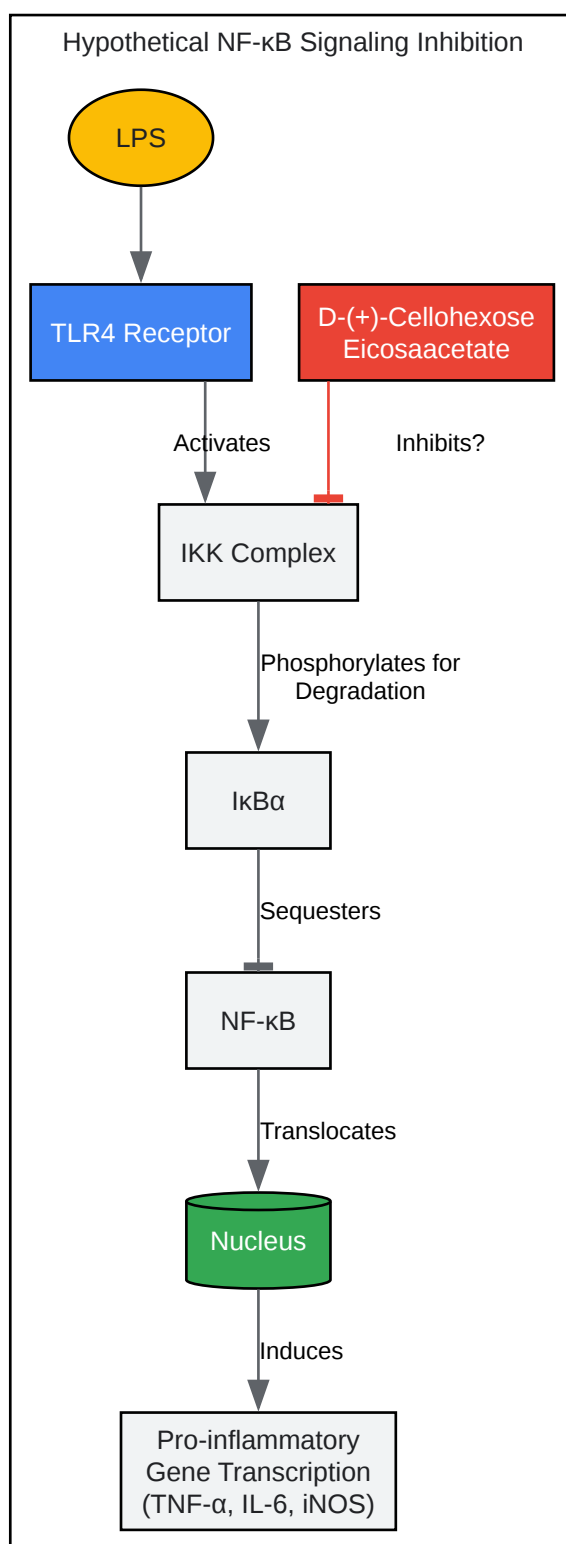 Hypothetical NF-κB Signaling Inhibition
LPS
TLR4 Receptor
D-(+)-Cellohexose
Eicosaacetate
Activates
Inhibits?
IKK Complex
Phosphorylates for
Degradation
IκBα
Sequesters
NF-κB
Translocates
Nucleus
Induces
Pro-inflammatory
Gene Transcription
(TNF-α, IL-6, iNOS)